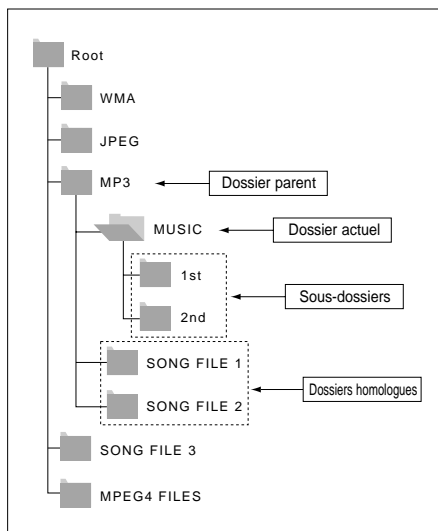 Root
WMA
JPEG
MP3
Dossier parent
MUSIC
Dossier actuel
1st
Sous-dossiers
2nd
SONG FILE 1
Dossiers homologues
SONG FILE 2
SONG FILE 3
MPEG4 FILES